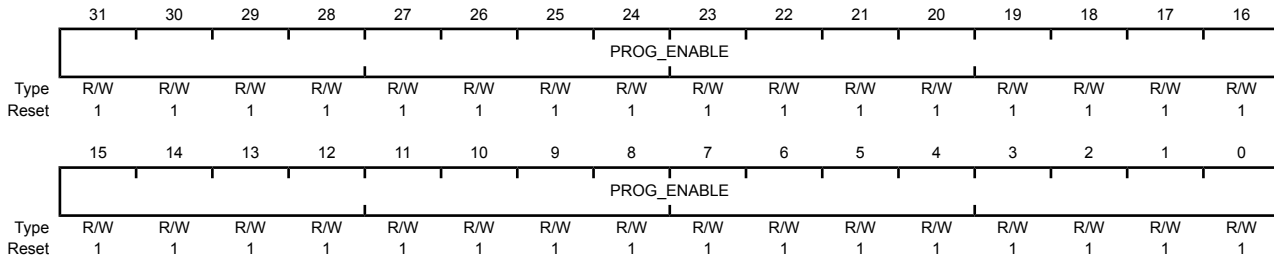 31 30 29 28 27 26 25 24 23 22 21 20 19 18 17 16
PROG_ENABLE
Type R/W R/W R/W R/W R/W R/W R/W R/W R/W R/W R/W R/W R/W R/W R/W R/W
Reset 1 1 1 1 1 1 1 1 1 1 1 1 1 1 1 1
15 14 13 12 11 10 9 8 7 6 5 4 3 2 1 0
PROG_ENABLE
Type R/W R/W R/W R/W R/W R/W R/W R/W R/W R/W R/W R/W R/W R/W R/W R/W
Reset 1 1 1 1 1 1 1 1 1 1 1 1 1 1 1 1